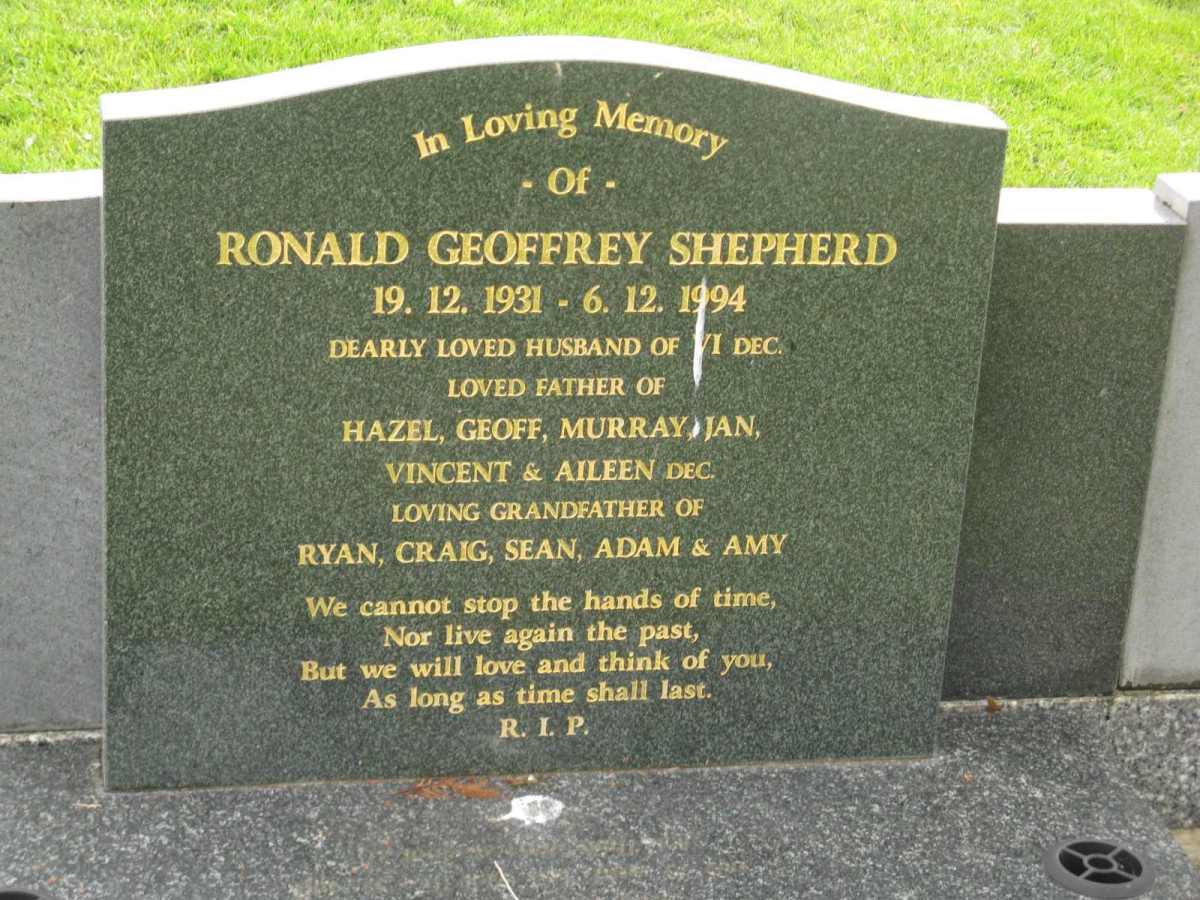 In Loving Memory
- Of -
RONALD GEOFFREY SHEPHERD
19. 12. 1931 - 6. 12. 1994
DEARLY LOVED HUSBAND OF VI DEC.
LOVED FATHER OF
HAZEL, GEOFF, MURRAY, JAN,
VINCENT & AILEEN DEC.
LOVING GRANDFATHER OF
RYAN, CRAIG, SEAN, ADAM & AMY
We cannot stop the hands of time,
Nor live again the past,
But we will love and think of you,
As long as time shall last.
R. I. P.